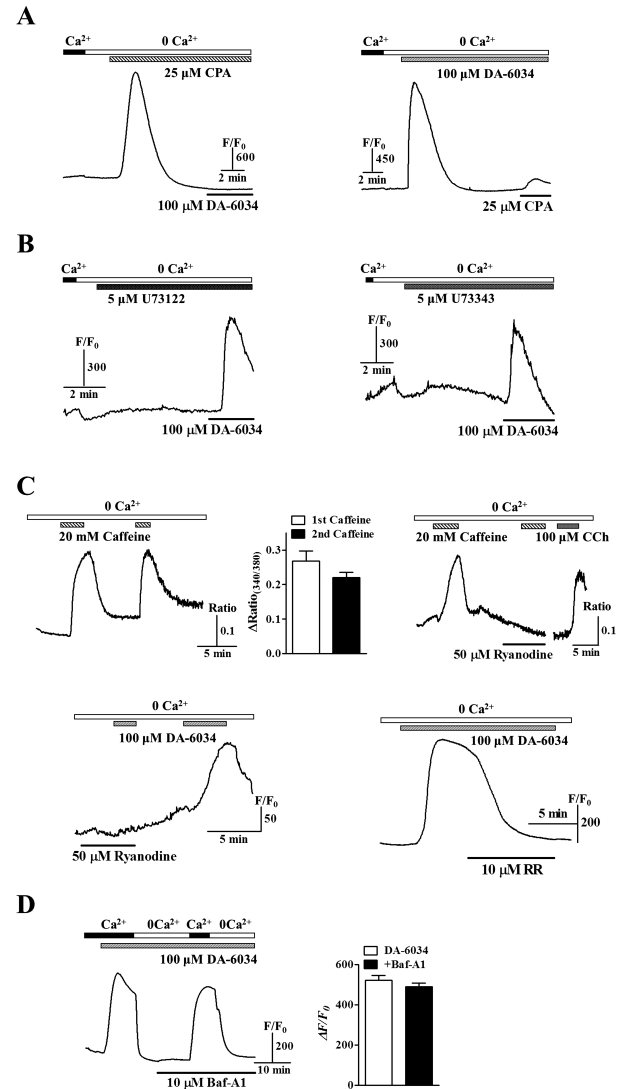 A
Ca²⁺ 0 Ca²⁺
25 µM CPA
F/F₀
600
2 min
100 µM DA-6034
Ca²⁺ 0 Ca²⁺
100 µM DA-6034
F/F₀
450
2 min
25 µM CPA
B
Ca²⁺ 0 Ca²⁺
5 µM U73122
F/F₀
300
2 min
100 µM DA-6034
Ca²⁺ 0 Ca²⁺
5 µM U73343
F/F₀
300
2 min
100 µM DA-6034
C
0 Ca²⁺
20 mM Caffeine
Ratio
0.1
5 min
1st Caffeine
2nd Caffeine
ΔRatio(340/380)
0.3
0.2
0.1
0.0
0 Ca²⁺
20 mM Caffeine 100 µM CCh
Ratio
0.1
5 min
50 µM Ryanodine
0 Ca²⁺
100 µM DA-6034
F/F₀
50
5 min
50 µM Ryanodine
0 Ca²⁺
100 µM DA-6034
5 min
F/F₀
200
10 µM RR
D
Ca²⁺ 0Ca²⁺ Ca²⁺ 0Ca²⁺
100 µM DA-6034
F/F₀
200
10 min
10 µM Baf-A1
DA-6034
+Baf-A1
ΔF/F₀
600
400
200
0